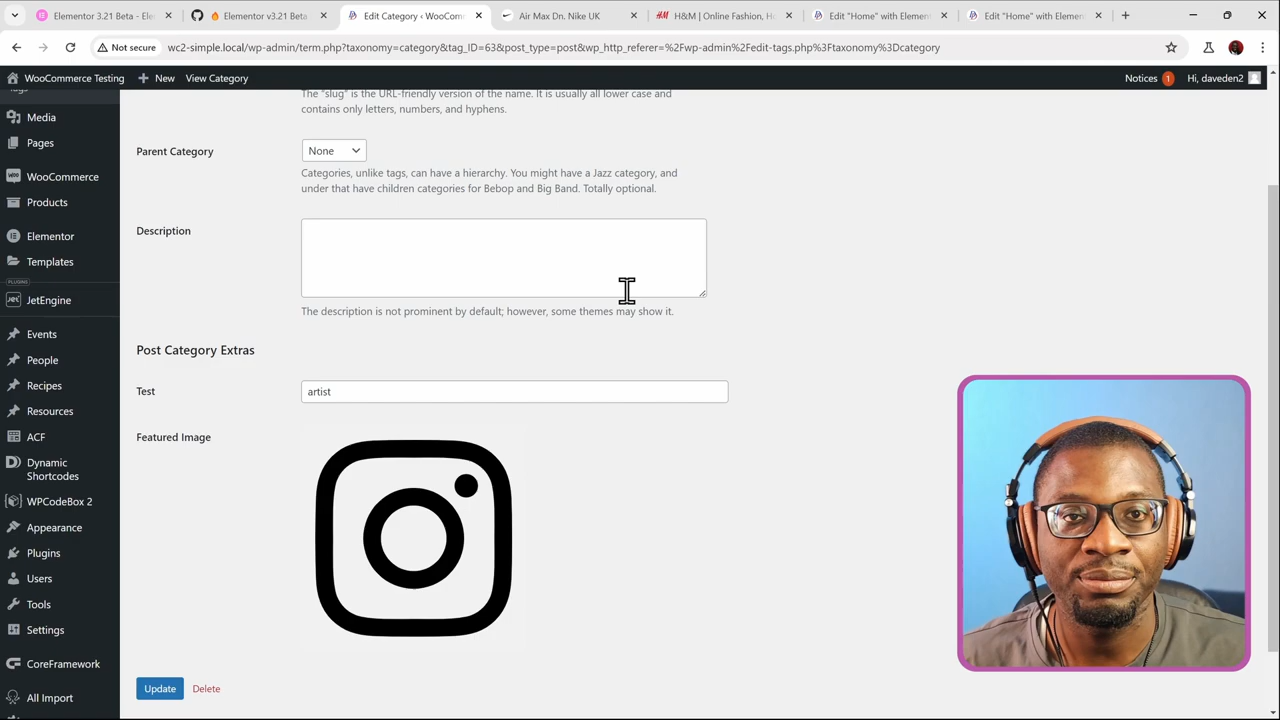 Elementor 3.21 Beta - Ele
Elementor v3.21 Beta
Edit Category ‹ WooComm
Air Max Dn. Nike UK
H&M | Online Fashion, H
Edit "Home" with Element
Edit "Home" with Elemen
Not secure
wc2-simple.local/wp-admin/term.php?taxonomy=category&tag_ID=63&post_type=post&wp_http_referer=%2Fwp-admin%2Fedit-tags.php%3Ftaxonomy%3Dcategory
WooCommerce Testing
New
View Category
Notices 1
Hi, daveden2
Tags
Media
Pages
WooCommerce
Products
Elementor
Templates
PLUGINS
JetEngine
Events
People
Recipes
Resources
ACF
Dynamic
Shortcodes
WPCodeBox 2
Appearance
Plugins
Users
Tools
Settings
CoreFramework
All Import
The "slug" is the URL-friendly version of the name. It is usually all lower case and
contains only letters, numbers, and hyphens.
Parent Category
None
Categories, unlike tags, can have a hierarchy. You might have a Jazz category, and
under that have children categories for Bebop and Big Band. Totally optional.
Description
The description is not prominent by default; however, some themes may show it.
Post Category Extras
Test
artist
Featured Image
Update
Delete